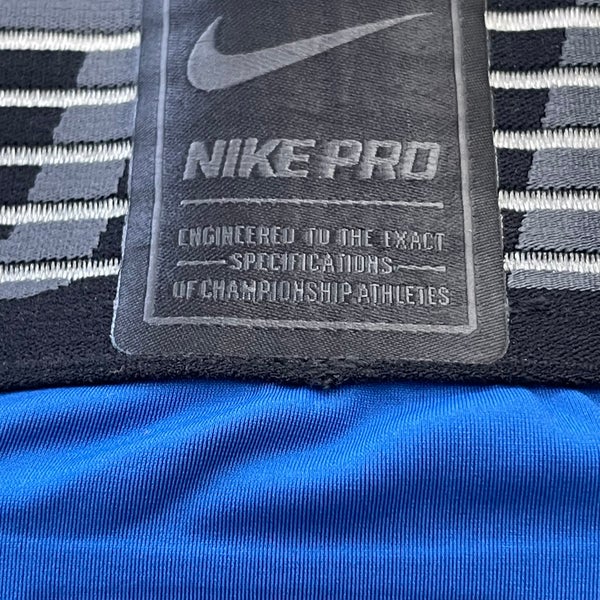 NIKE PRO
ENGINEERED TO THE EXACT
SPECIFICATIONS
OF CHAMPIONSHIP ATHLETES